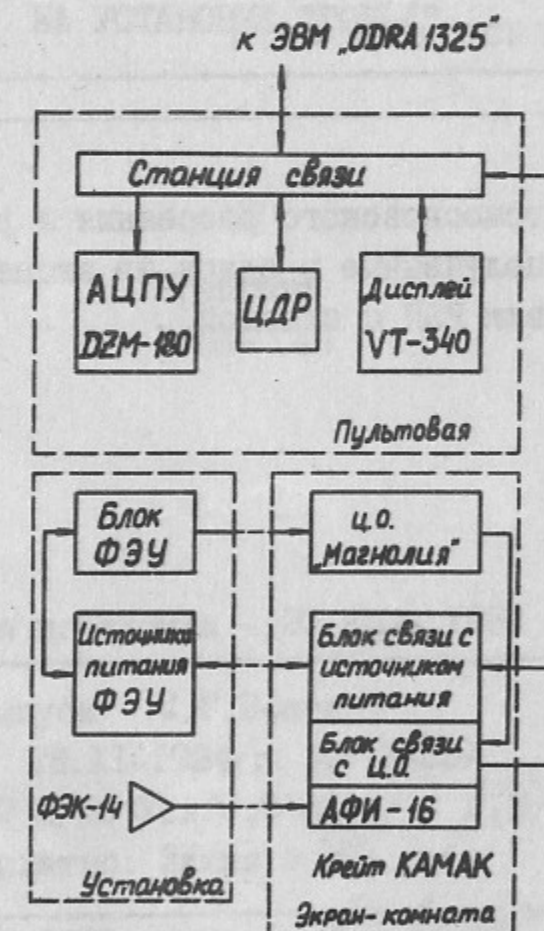 к ЭВМ „ODRA 1325"
Станция связи
АЦПУ
DZM-180
ЦДР
Дисплей
VT-340
Пультовая
Блок
ФЭУ
Ц.О.
„Магнолия"
Источники
питания
ФЭУ
Блок связи с
источником
питания
Блок связи
с Ц.О.
ФЭК-14
АФИ-16
Крейт КАМАК
Установка
Экран-комната